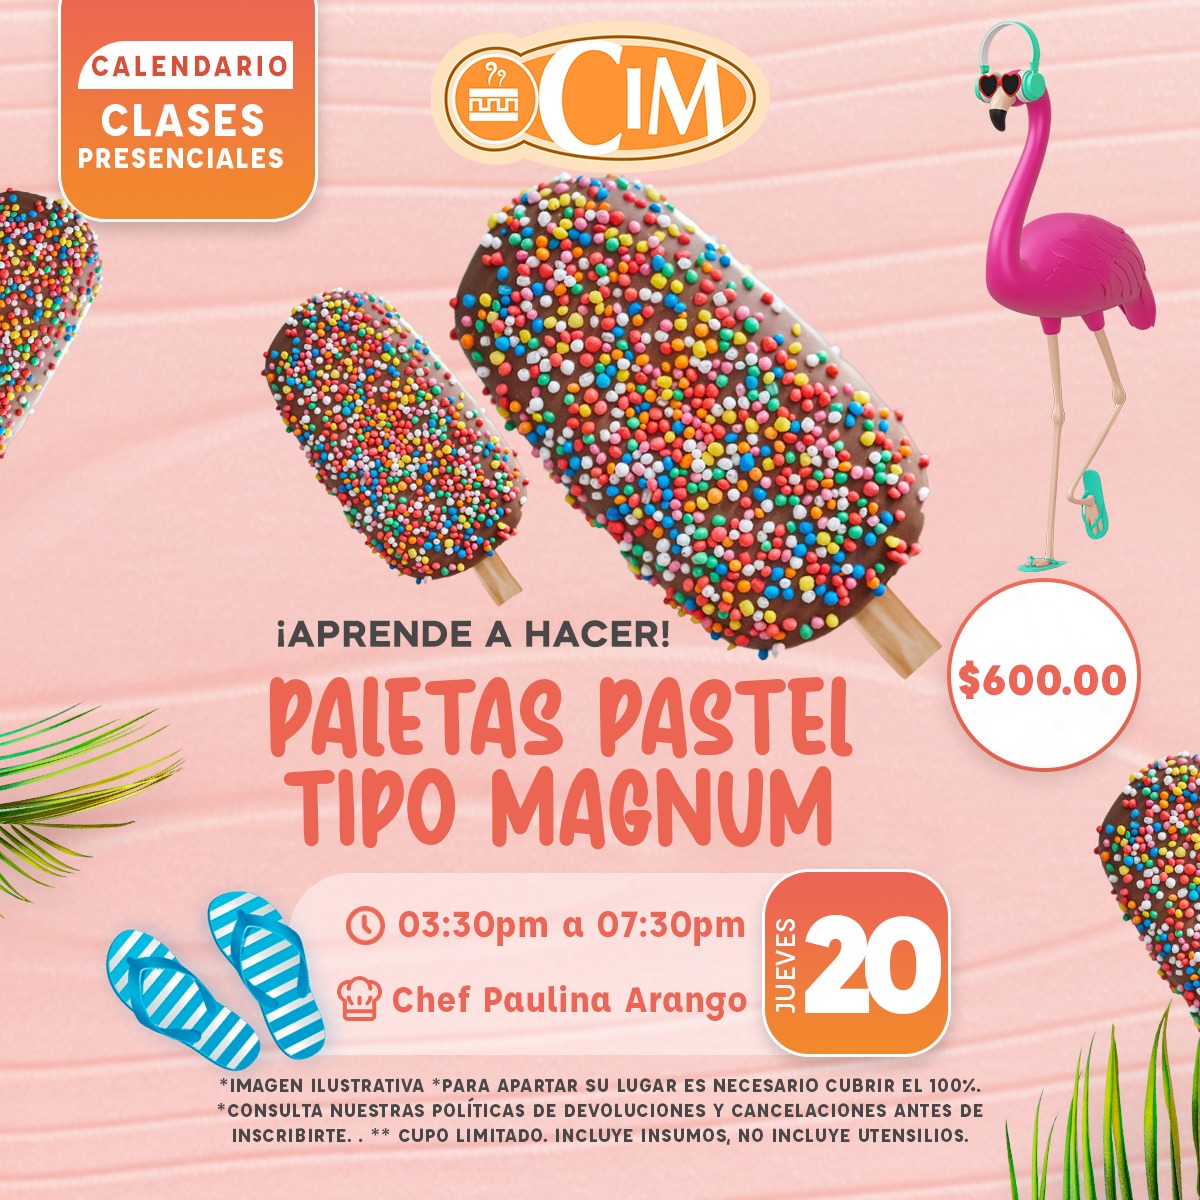 CALENDARIO
CLASES
PRESENCIALES
CIM
¡APRENDE A HACER!
PALETAS PASTEL
TIPO MAGNUM
$600.00
03:30pm a 07:30pm
Chef Paulina Arango
JUEVES
20
*IMAGEN ILUSTRATIVA *PARA APARTAR SU LUGAR ES NECESARIO CUBRIR EL 100%.
*CONSULTA NUESTRAS POLÍTICAS DE DEVOLUCIONES Y CANCELACIONES ANTES DE
INSCRIBIRTE. . ** CUPO LIMITADO. INCLUYE INSUMOS, NO INCLUYE UTENSILIOS.